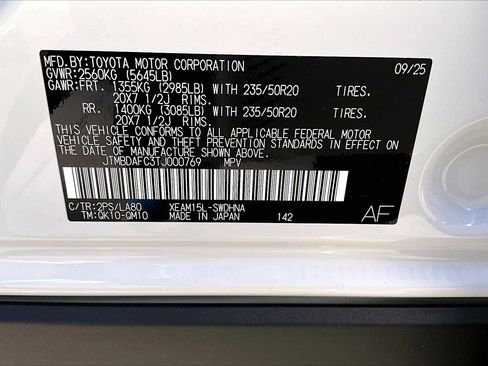 MFD.BY:TOYOTA MOTOR CORPORATION 09/25
GVWR:2560KG (5645LB)
GAWR:FRT. 1355KG (2985LB) WITH 235/50R20 TIRES,
20X7 1/2J RIMS.
RR. 1400KG (3085LB) WITH 235/50R20 TIRES,
20X7 1/2J RIMS.
THIS VEHICLE CONFORMS TO ALL APPLICABLE FEDERAL MOTOR
VEHICLE SAFETY AND THEFT PREVENTION STANDARDS IN EFFECT
ON THE DATE OF MANUFACTURE SHOWN ABOVE.
JTMBDAFC3TJ000769 MPV
C/TR:2PS/LA80 XEAM15L-SWDHNA
TM:QK10-QM10 MADE IN JAPAN 142 AF